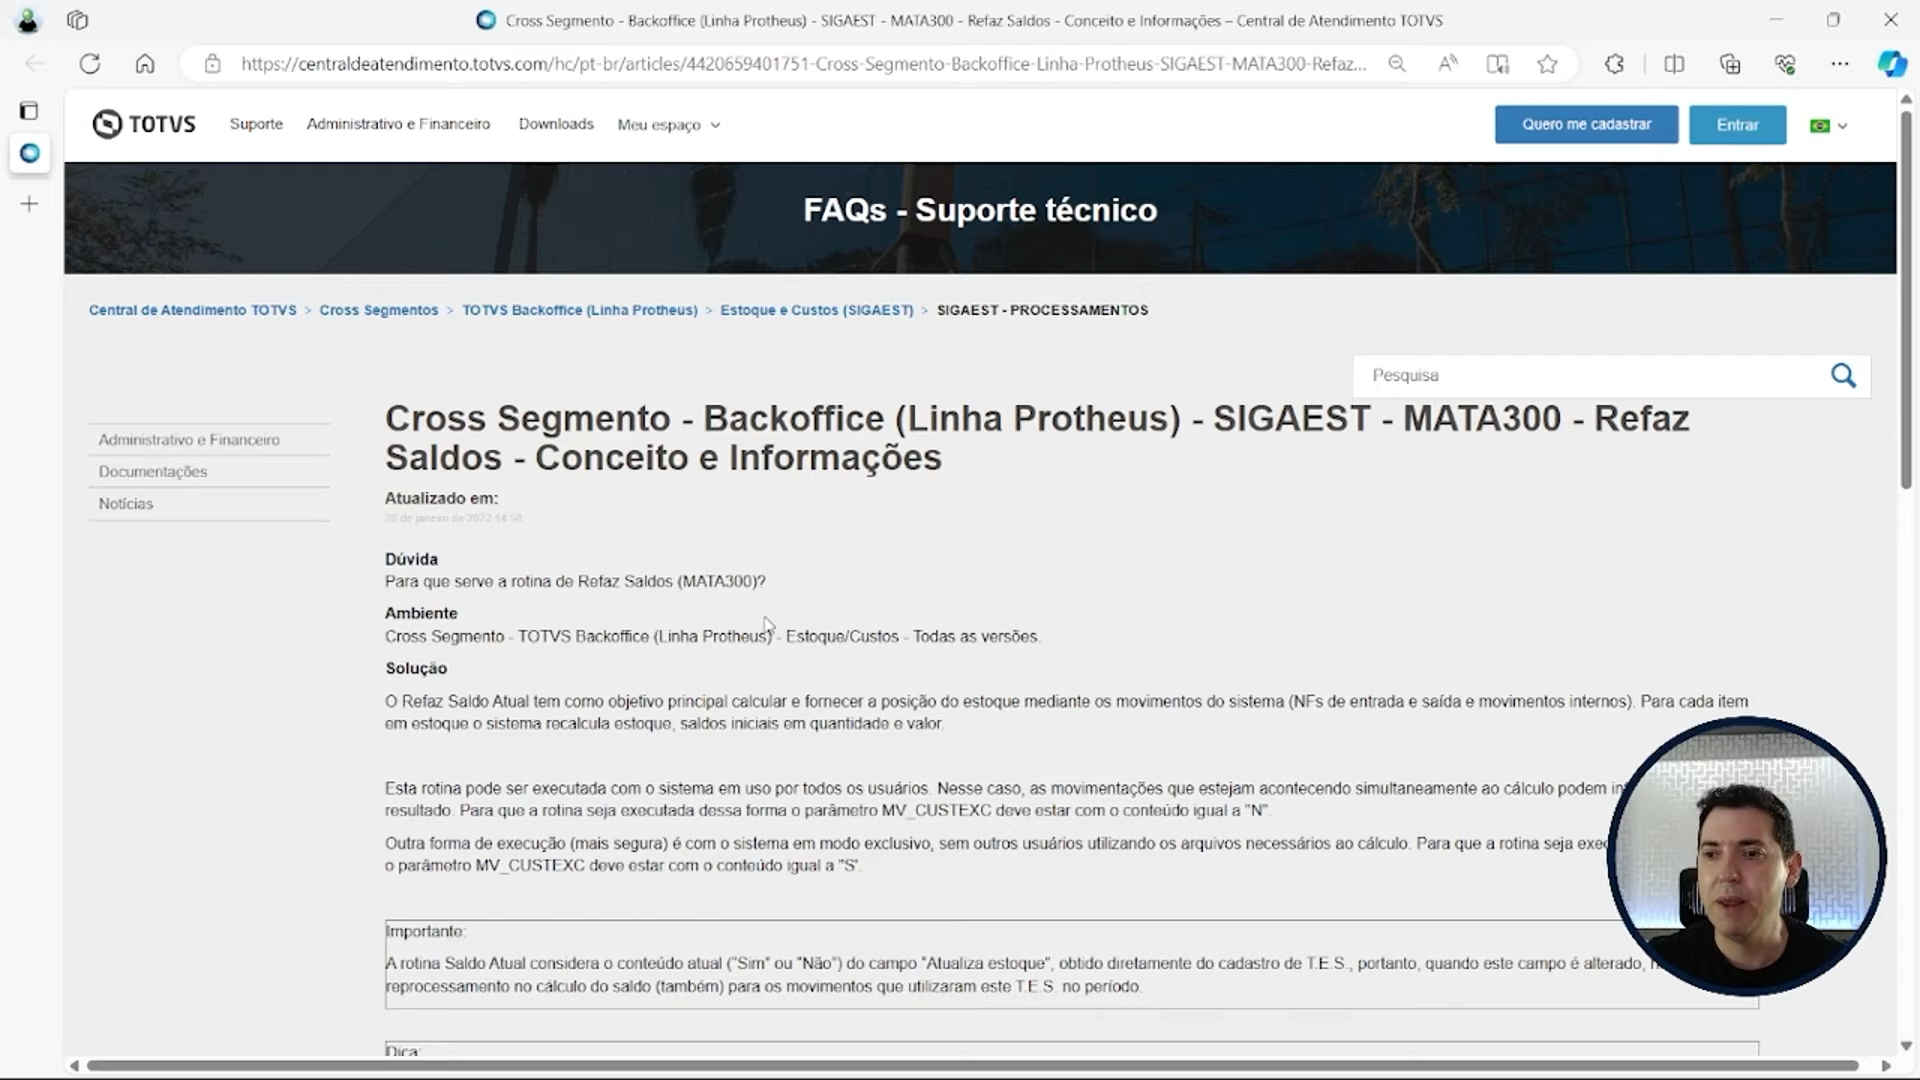 Cross Segmento - Backoffice (Linha Protheus) - SIGAEST - MATA300 - Refaz Saldos - Conceito e Informações – Central de Atendimento TOTVS
https://centraldeatendimento.totvs.com/hc/pt-br/articles/4420659401751-Cross-Segmento-Backoffice-Linha-Protheus-SIGAEST-MATA300-Refaz...
TOTVS
Suporte
Administrativo e Financeiro
Downloads
Meu espaço
Quero me cadastrar
Entrar
FAQs - Suporte técnico
Central de Atendimento TOTVS > Cross Segmentos > TOTVS Backoffice (Linha Protheus) > Estoque e Custos (SIGAEST) > SIGAEST - PROCESSAMENTOS
Pesquisa
Administrativo e Financeiro
Documentações
Notícias
Cross Segmento - Backoffice (Linha Protheus) - SIGAEST - MATA300 - Refaz
Saldos - Conceito e Informações
Atualizado em:
28 de janeiro de 2022 14:50
Dúvida
Para que serve a rotina de Refaz Saldos (MATA300)?
Ambiente
Cross Segmento - TOTVS Backoffice (Linha Protheus) - Estoque/Custos - Todas as versões.
Solução
O Refaz Saldo Atual tem como objetivo principal calcular e fornecer a posição do estoque mediante os movimentos do sistema (NFs de entrada e saída e movimentos internos). Para cada item
em estoque o sistema recalcula estoque, saldos iniciais em quantidade e valor.
Esta rotina pode ser executada com o sistema em uso por todos os usuários. Nesse caso, as movimentações que estejam acontecendo simultaneamente ao cálculo podem
resultado. Para que a rotina seja executada dessa forma o parâmetro MV_CUSTEXC deve estar com o conteúdo igual a "N".
Outra forma de execução (mais segura) é com o sistema em modo exclusivo, sem outros usuários utilizando os arquivos necessários ao cálculo. Para que a rotina seja
o parâmetro MV_CUSTEXC deve estar com o conteúdo igual a "S".
Importante:
A rotina Saldo Atual considera o conteúdo atual ("Sim" ou "Não") do campo "Atualiza estoque", obtido diretamente do cadastro de T.E.S., portanto, quando este campo é alterado,
reprocessamento no cálculo do saldo (também) para os movimentos que utilizaram este T.E.S. no período.
Dica: